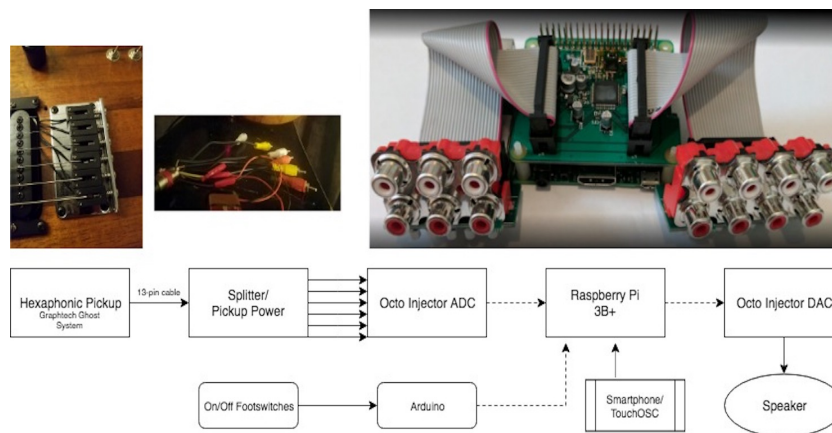 Hexaphonic Pickup
Graphtech Ghost
System
13-pin cable
Splitter/
Pickup Power
Octo Injector ADC
Raspberry Pi
3B+
Octo Injector DAC
On/Off Footswitches
Arduino
Smartphone/
TouchOSC
Speaker